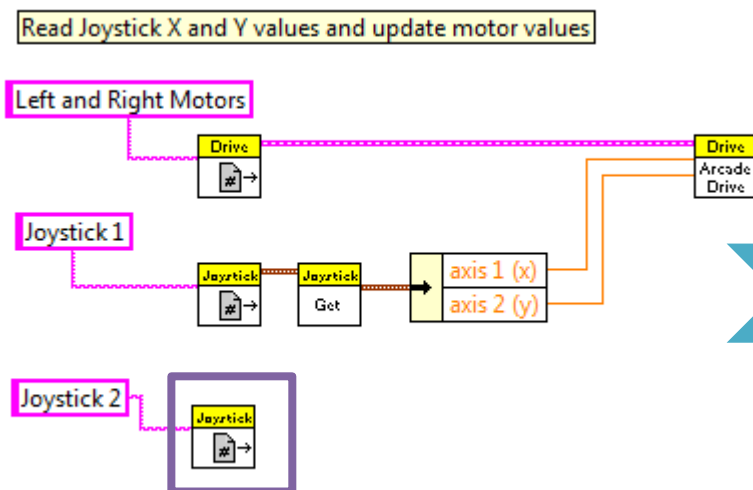 Read Joystick X and Y values and update motor values
Left and Right Motors
Drive
#
Drive
Arcade
Drive
Joystick 1
Joystick
#
Joystick
Get
axis 1 (x)
axis 2 (y)
Joystick 2
Joystick
#